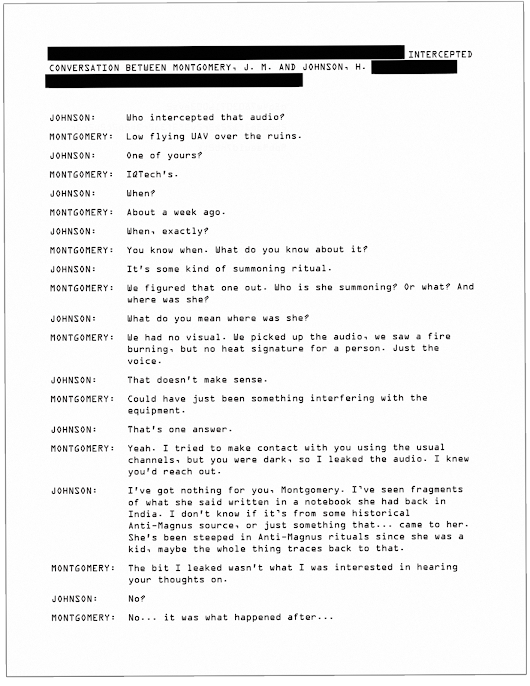 INTERCEPTED
CONVERSATION BETWEEN MONTGOMERY, J. M. AND JOHNSON, H.
JOHNSON: Who intercepted that audio?
MONTGOMERY: Low flying UAV over the ruins.
JOHNSON: One of yours?
MONTGOMERY: IQTech's.
JOHNSON: When?
MONTGOMERY: About a week ago.
JOHNSON: When, exactly?
MONTGOMERY: You know when. What do you know about it?
JOHNSON: It's some kind of summoning ritual.
MONTGOMERY: We figured that one out. Who is she summoning? Or what? And
where was she?
JOHNSON: What do you mean where was she?
MONTGOMERY: We had no visual. We picked up the audio, we saw a fire
burning, but no heat signature for a person. Just the
voice.
JOHNSON: That doesn't make sense.
MONTGOMERY: Could have just been something interfering with the
equipment.
JOHNSON: That's one answer.
MONTGOMERY: Yeah. I tried to make contact with you using the usual
channels, but you were dark, so I leaked the audio. I knew
you'd reach out.
JOHNSON: I've got nothing for you, Montgomery. I've seen fragments
of what she said written in a notebook she had back in
India. I don't know if it's from some historical
Anti-Magnus source, or just something that... came to her.
She's been steeped in Anti-Magnus rituals since she was a
kid, maybe the whole thing traces back to that.
MONTGOMERY: The bit I leaked wasn't what I was interested in hearing
your thoughts on.
JOHNSON: No?
MONTGOMERY: No... it was what happened after...